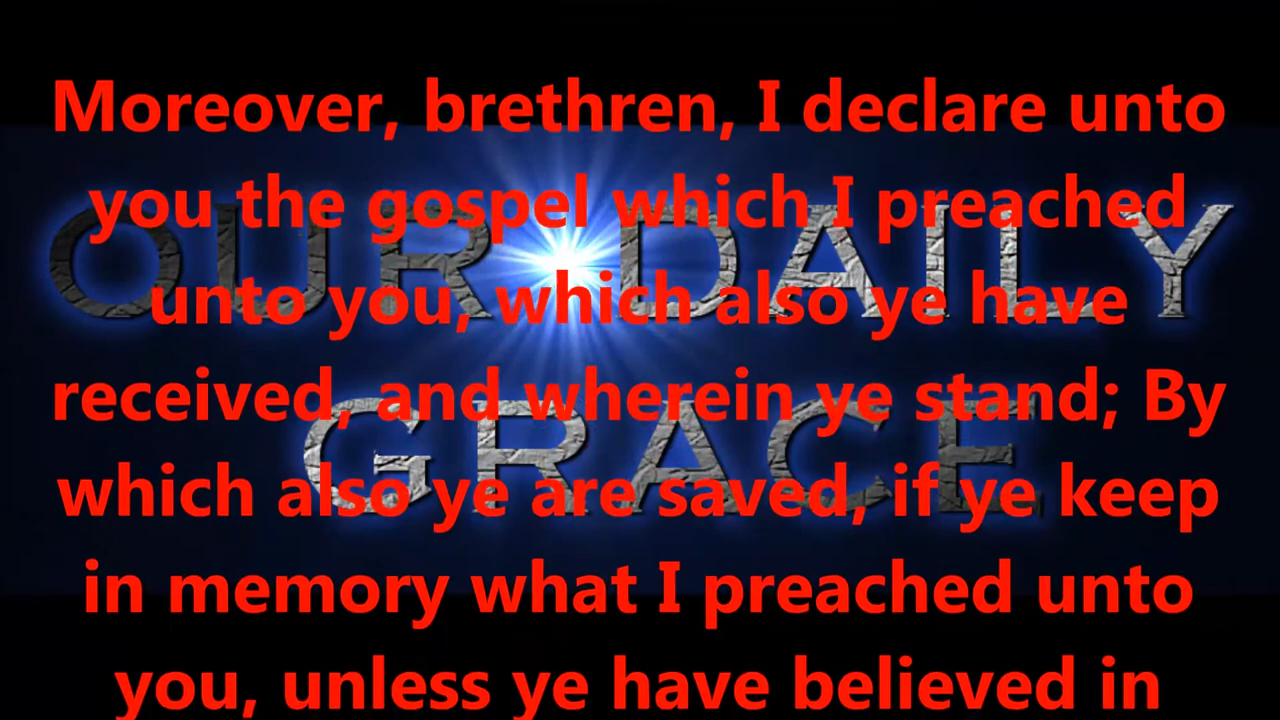 Moreover, brethren, I declare unto
you the gospel which I preached
OUR DAILY
unto you, which also ye have
received, and wherein ye stand; By
GRACE
which also ye are saved, if ye keep
in memory what I preached unto
you, unless ye have believed in